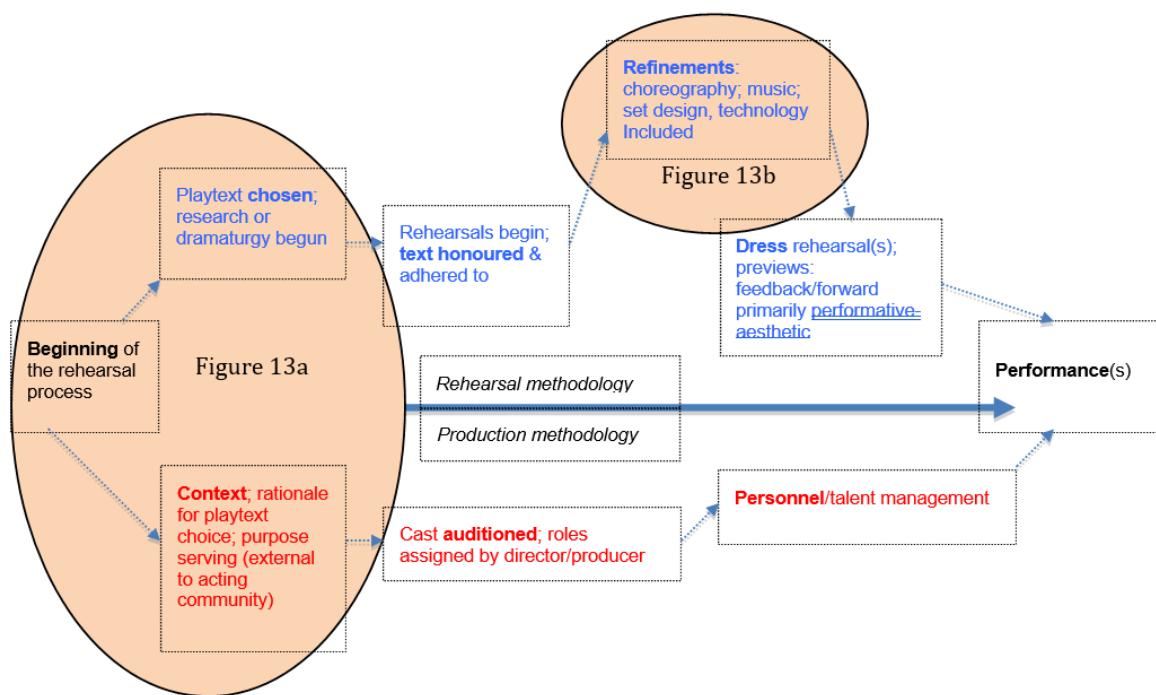 Refinements:
choreography; music;
set design, technology
Included
Figure 13b
Playtext chosen;
research or
dramaturgy begun
Rehearsals begin;
text honoured &
adhered to
Dress rehearsal(s);
previews:
feedback/forward
primarily performative-
aesthetic
Beginning of
the rehearsal
process
Figure 13a
Rehearsal methodology
Production methodology
Performance(s)
Context; rationale
for playtext
choice; purpose
serving (external
to acting
community)
Cast auditioned; roles
assigned by director/producer
Personnel/talent management